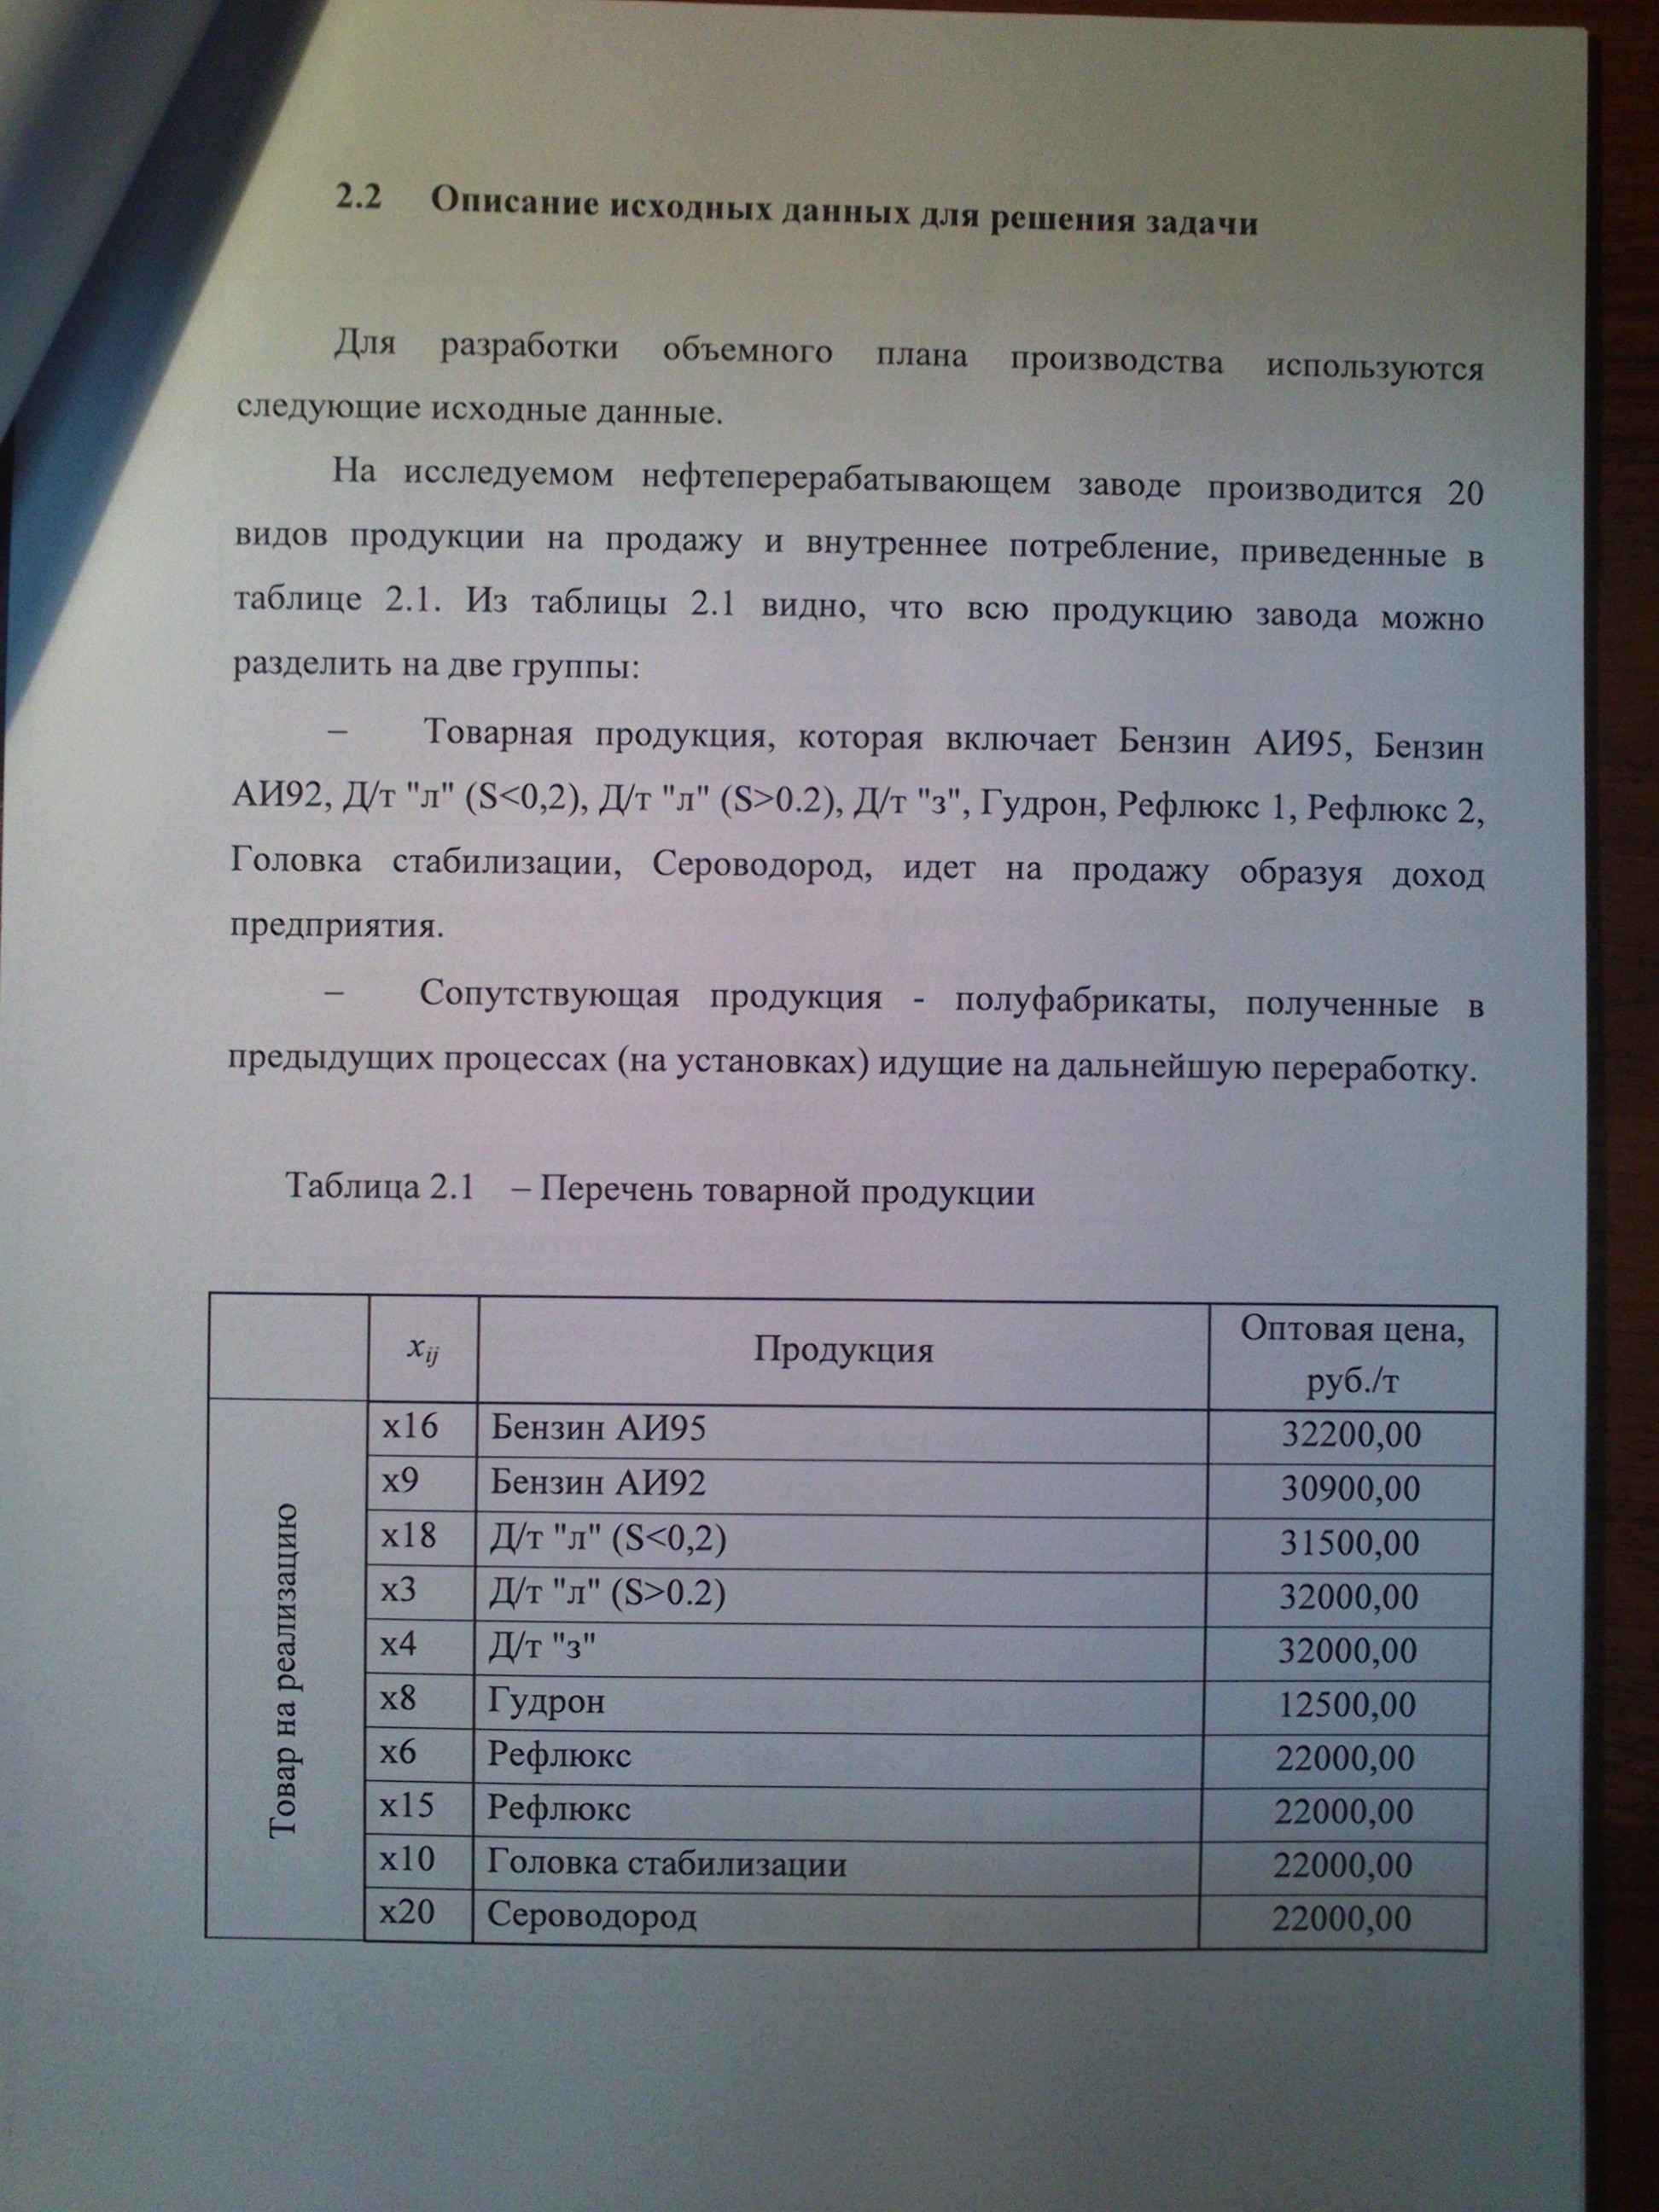 2.2 Описание исходных данных для решения задачи
Для разработки объемного плана производства используются
следующие исходные данные.
На исследуемом нефтеперерабатывающем заводе производится 20
видов продукции на продажу и внутреннее потребление, приведенные в
таблице 2.1. Из таблицы 2.1 видно, что всю продукцию завода можно
разделить на две группы:
– Товарная продукция, которая включает Бензин АИ95, Бензин
АИ92, Д/т "л" (S<0,2), Д/т "л" (S>0.2), Д/т "з", Гудрон, Рефлюкс 1, Рефлюкс 2,
Головка стабилизации, Сероводород, идет на продажу образуя доход
предприятия.
– Сопутствующая продукция - полуфабрикаты, полученные в
предыдущих процессах (на установках) идущие на дальнейшую переработку.
Таблица 2.1 – Перечень товарной продукции
xij Продукция Оптовая цена,
руб./т
Товар на реализацию
x16 Бензин АИ95 32200,00
x9 Бензин АИ92 30900,00
x18 Д/т "л" (S<0,2) 31500,00
x3 Д/т "л" (S>0.2) 32000,00
x4 Д/т "з" 32000,00
x8 Гудрон 12500,00
x6 Рефлюкс 22000,00
x15 Рефлюкс 22000,00
x10 Головка стабилизации 22000,00
x20 Сероводород 22000,00